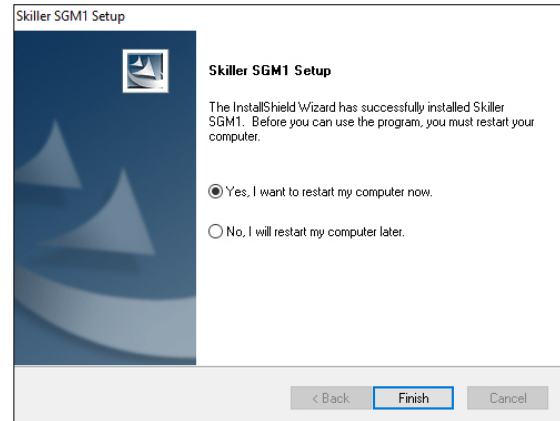 Skiller SGM1 Setup
Skiller SGM1 Setup
The InstallShield Wizard has successfully installed Skiller
SGM1. Before you can use the program, you must restart your
computer.
Yes, I want to restart my computer now.
No, I will restart my computer later.
< Back Finish Cancel